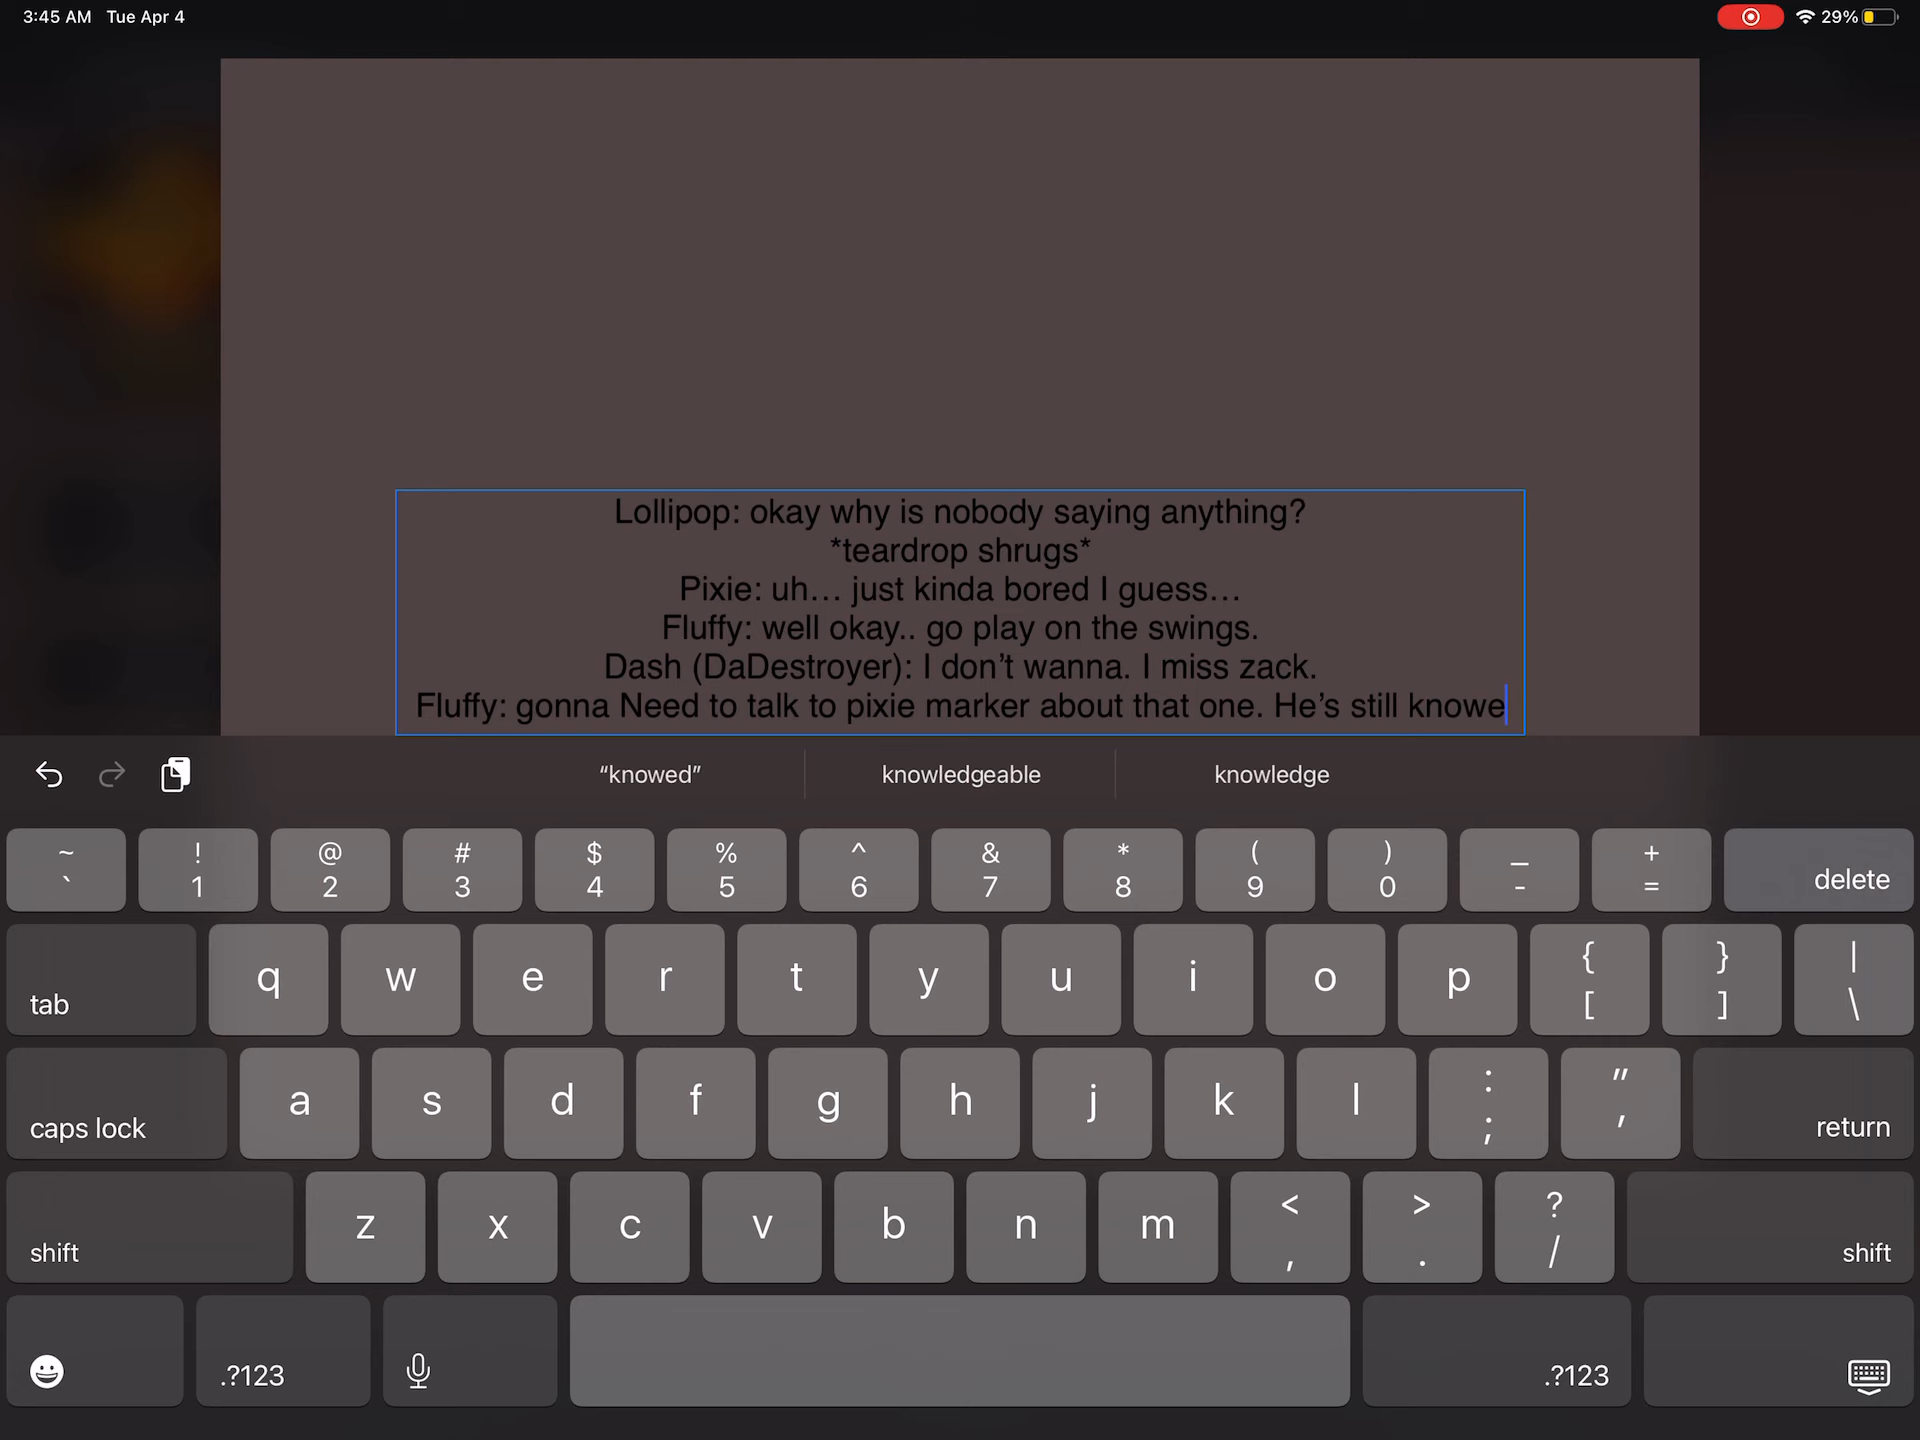 3:45 AM Tue Apr 4
29%
Lollipop: okay why is nobody saying anything?
*teardrop shrugs*
Pixie: uh... just kinda bored I guess...
Fluffy: well okay.. go play on the swings.
Dash (DaDestroyer): I don’t wanna. I miss zack.
Fluffy: gonna Need to talk to pixie marker about that one. He’s still knowe
“knowed” knowledgeable knowledge
~ ! @ # $ % ^ & * ( ) _ +
` 1 2 3 4 5 6 7 8 9 0 - = delete
tab q w e r t y u i o p { [ } ] | \
caps lock a s d f g h j k l : ; " ' return
shift z x c v b n m < , > . ? / shift
.?123 .?123